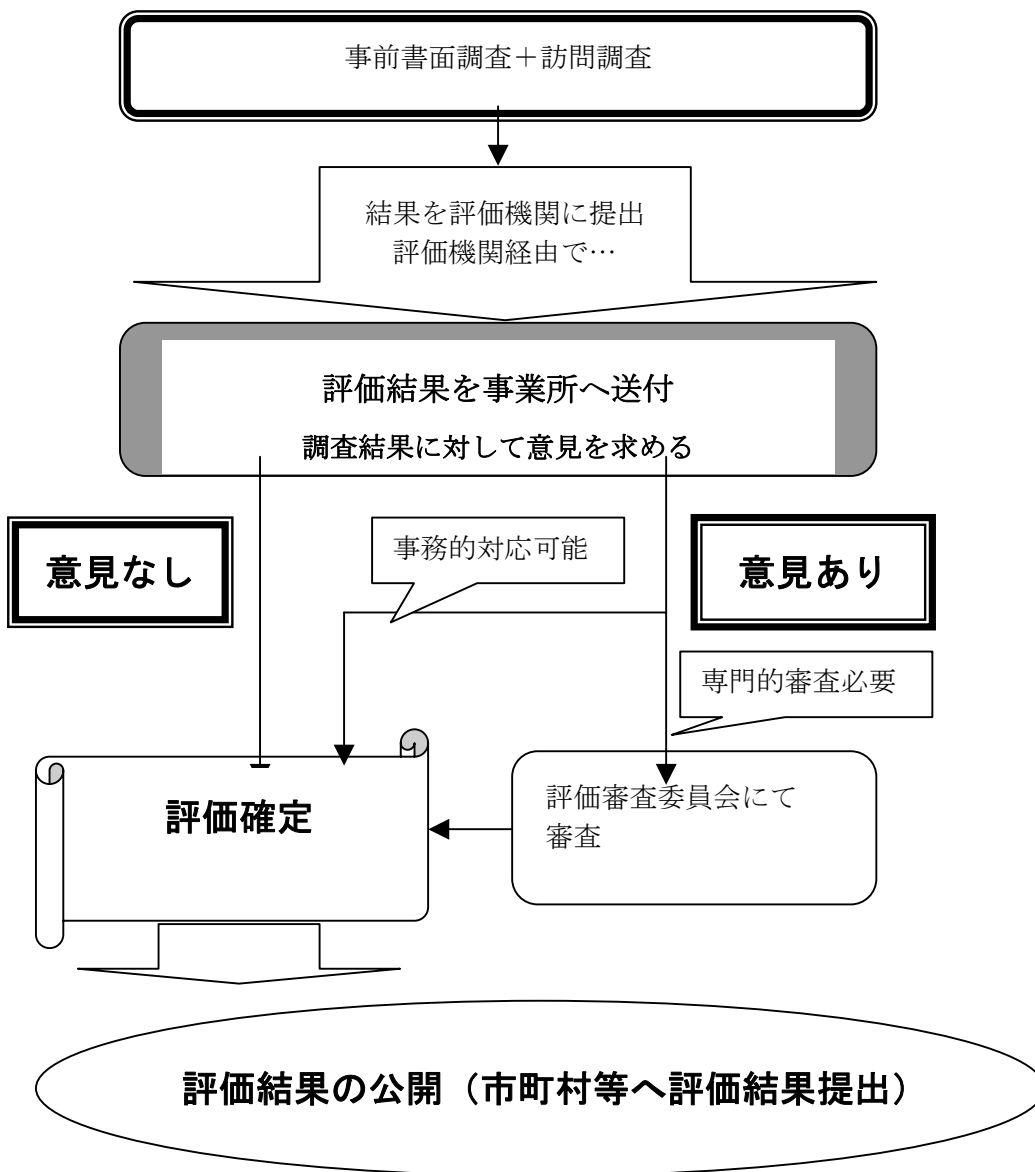 事前書面調査＋訪問調査
結果を評価機関に提出
評価機関経由で…
評価結果を事業所へ送付
調査結果に対して意見を求める
意見なし
事務的対応可能
意見あり
専門的審査必要
評価確定
評価審査委員会にて
審査
評価結果の公開（市町村等へ評価結果提出）